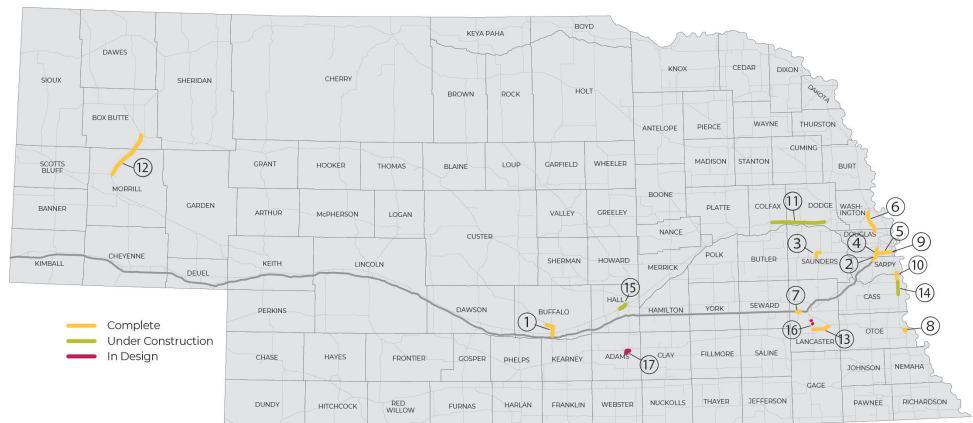 BOYD
KEYA PAHA
DAWES
KNOX
CEDAR
DIXON
SIOUX
SHERIDAN
CHERRY
BROWN
ROCK
HOLT
DAKOTA
BOX BUTTE
ANTELOPE
PIERCE
WAYNE
THURSTON
CUMING
SCOTTS
BLUFF
12
MORRILL
GRANT
HOOKER
THOMAS
BLAINE
LOUP
GARFIELD
WHEELER
MADISON
STANTON
BURT
BANNER
GARDEN
ARTHUR
McPHERSON
LOGAN
VALLEY
GREELEY
BOONE
PLATTE
COLFAX
11
DODGE
WASH-
INGTON
6
CUSTER
NANCE
DOUGLAS
5
4
9
3
SAUNDERS
2
SARPY
KIMBALL
CHEYENNE
DEUEL
KEITH
LINCOLN
SHERMAN
HOWARD
MERRICK
POLK
BUTLER
10
CASS
14
15
HALL
PERKINS
DAWSON
1
BUFFALO
HAMILTON
YORK
SEWARD
7
16
13
LANCASTER
OTOE
8
Complete
Under Construction
In Design
CHASE
HAYES
FRONTIER
GOSPER
PHELPS
KEARNEY
ADAMS
17
CLAY
FILLMORE
SALINE
JOHNSON
NEMAHA
GAGE
DUNDY
HITCHCOCK
RED
WILLOW
FURNAS
HARLAN
FRANKLIN
WEBSTER
NUCKOLLS
THAYER
JEFFERSON
PAWNEE
RICHARDSON